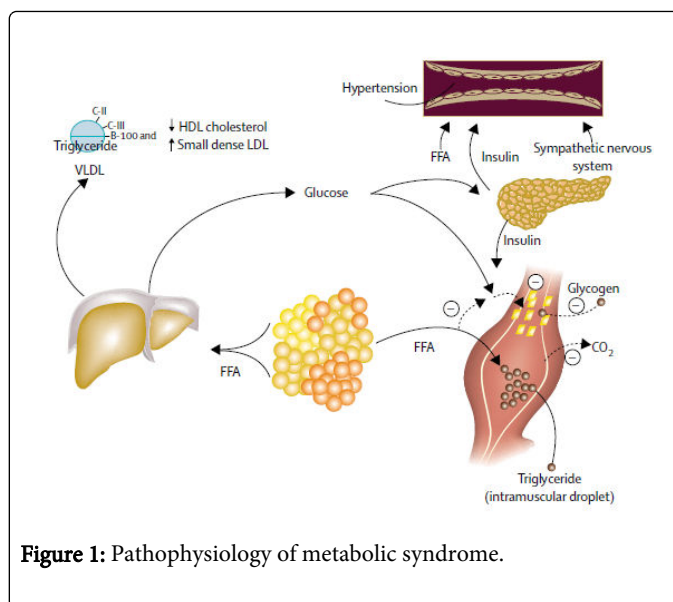 Hypertension
C-II
C-III
B-100 and
Triglyceride
VLDL
↓ HDL cholesterol
↑ Small dense LDL
FFA
Insulin
Sympathetic nervous
system
Glucose
Insulin
−
−
Glycogen
−
CO₂
−
FFA
FFA
Triglyceride
(intramuscular droplet)
Figure 1: Pathophysiology of metabolic syndrome.